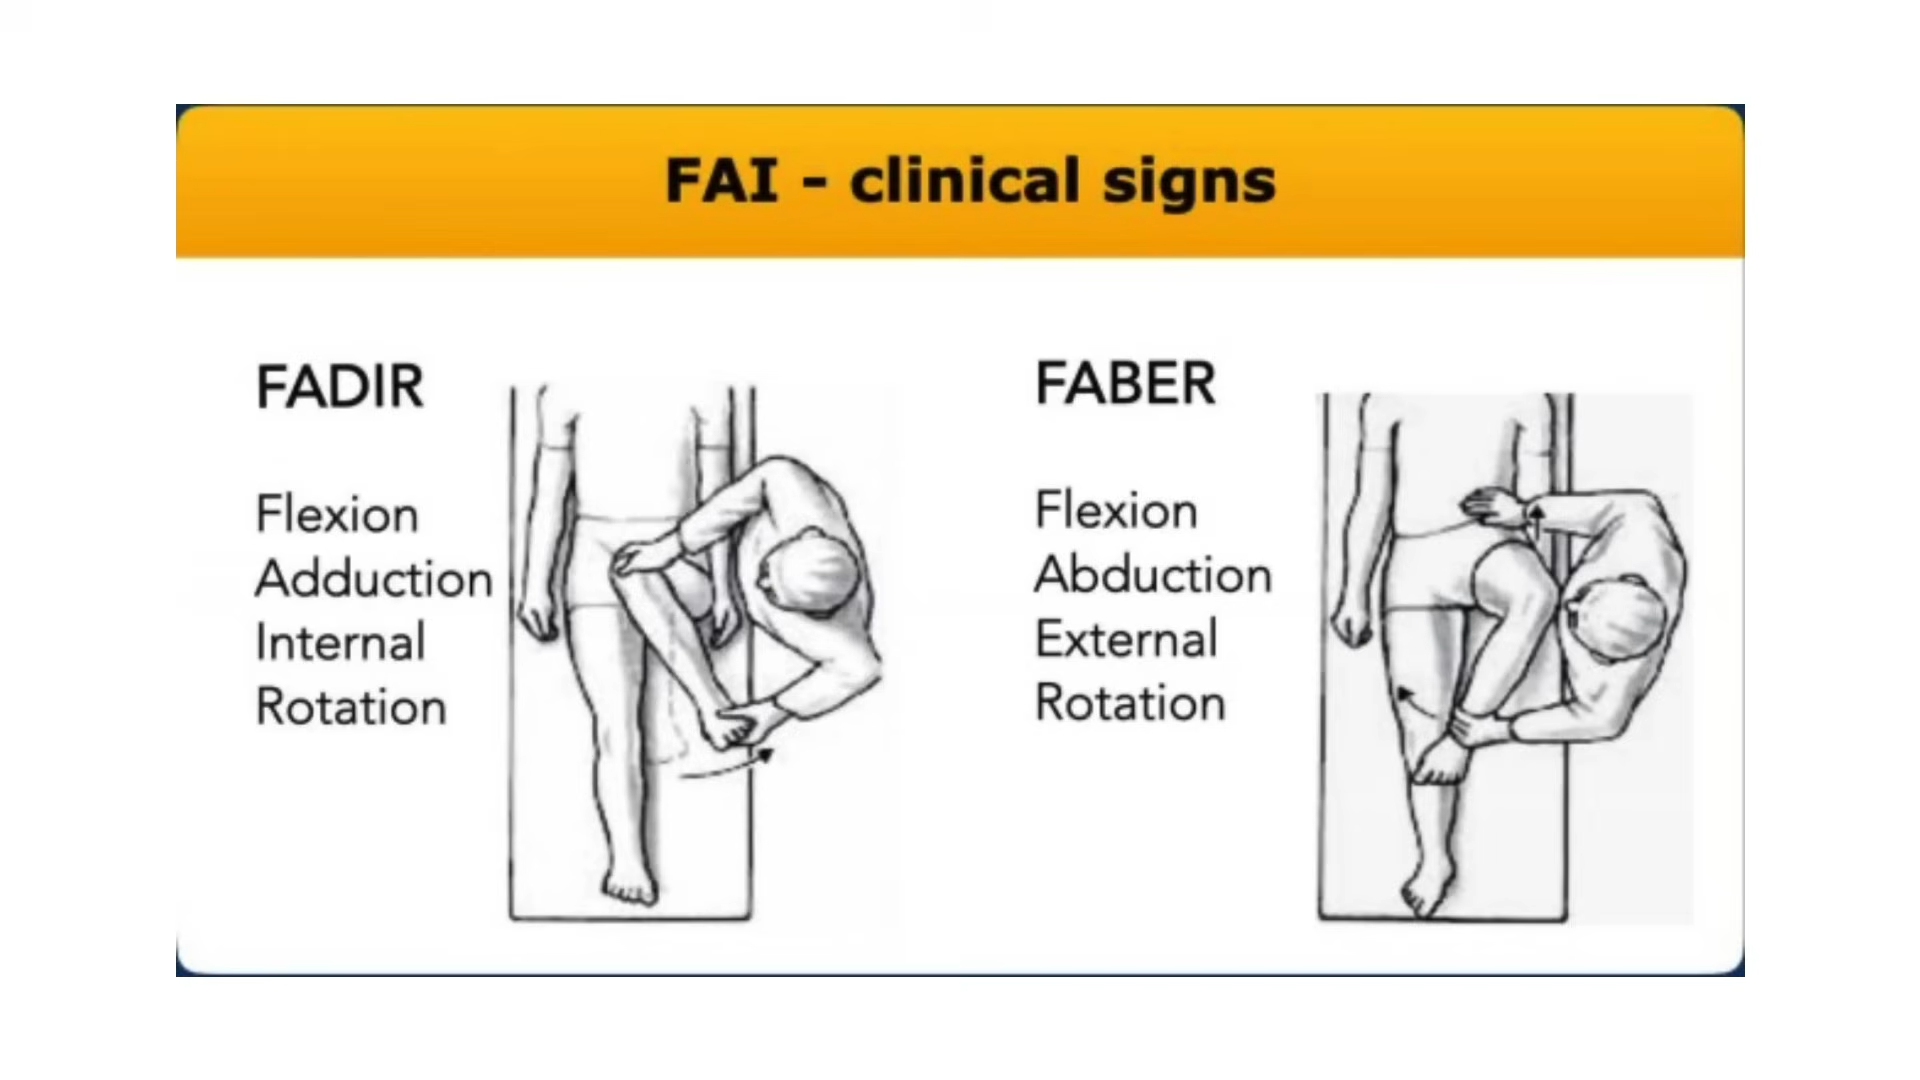 FAI - clinical signs
FADIR
Flexion
Adduction
Internal
Rotation
FABER
Flexion
Abduction
External
Rotation